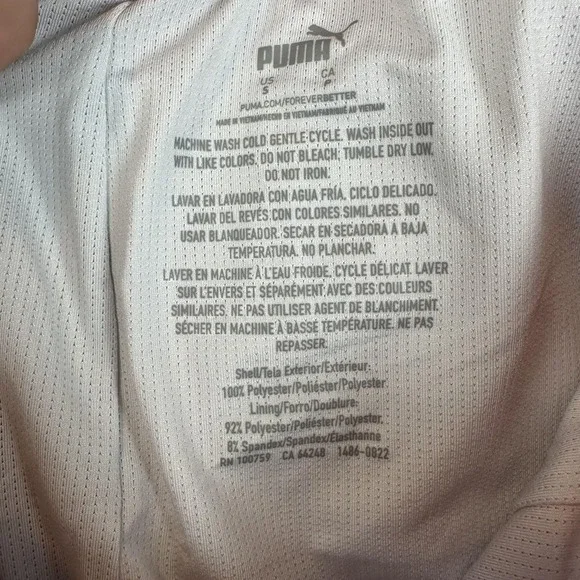 PUMA
US CA
S P
PUMA.COM/FOREVERBETTER
MADE IN VIETNAM/HECHO EN VIETNAM/FABRIQUÉ AU VIETNAM
MACHINE WASH COLD GENTLE CYCLE. WASH INSIDE OUT
WITH LIKE COLORS. DO NOT BLEACH. TUMBLE DRY LOW.
DO NOT IRON.
LAVAR EN LAVADORA CON AGUA FRÍA, CICLO DELICADO.
LAVAR DEL REVÉS CON COLORES SIMILARES. NO
USAR BLANQUEADOR. SECAR EN SECADORA A BAJA
TEMPERATURA. NO PLANCHAR.
LAVER EN MACHINE À L'EAU FROIDE, CYCLE DÉLICAT. LAVER
SUR L'ENVERS ET SÉPARÉMENT AVEC DES COULEURS
SIMILAIRES. NE PAS UTILISER AGENT DE BLANCHIMENT.
SÉCHER EN MACHINE À BASSE TEMPÉRATURE. NE PAS
REPASSER.
Shell/Tela Exterior/Extérieur:
100% Polyester/Poliéster/Polyester
Lining/Forro/Doublure:
92% Polyester/Poliéster/Polyester,
8% Spandex/Spandex/Élasthanne
RN 100759 CA 64248 1486-0822